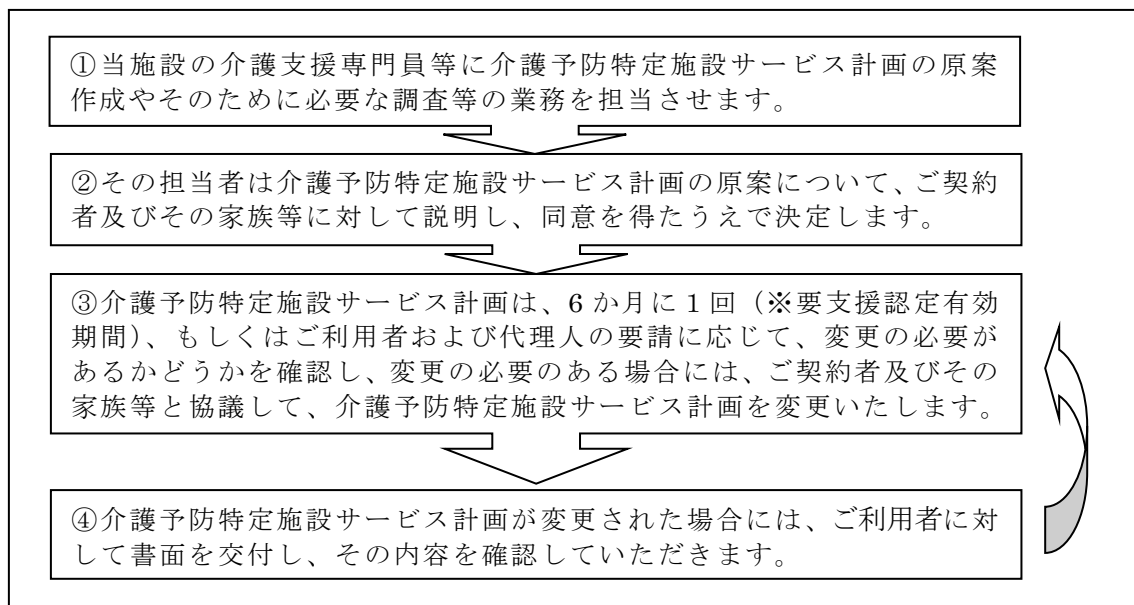 ①当施設の介護支援専門員等に介護予防特定施設サービス計画の原案
作成やそのために必要な調査等の業務を担当させます。
②その担当者は介護予防特定施設サービス計画の原案について、ご契約
者及びその家族等に対して説明し、同意を得たうえで決定します。
③介護予防特定施設サービス計画は、6 か月に 1 回（※要支援認定有効
期間）、もしくはご利用者および代理人の要請に応じて、変更の必要が
あるかどうかを確認し、変更の必要のある場合には、ご契約者及びその
家族等と協議して、介護予防特定施設サービス計画を変更いたします。
④介護予防特定施設サービス計画が変更された場合には、ご利用者に対
して書面を交付し、その内容を確認していただきます。